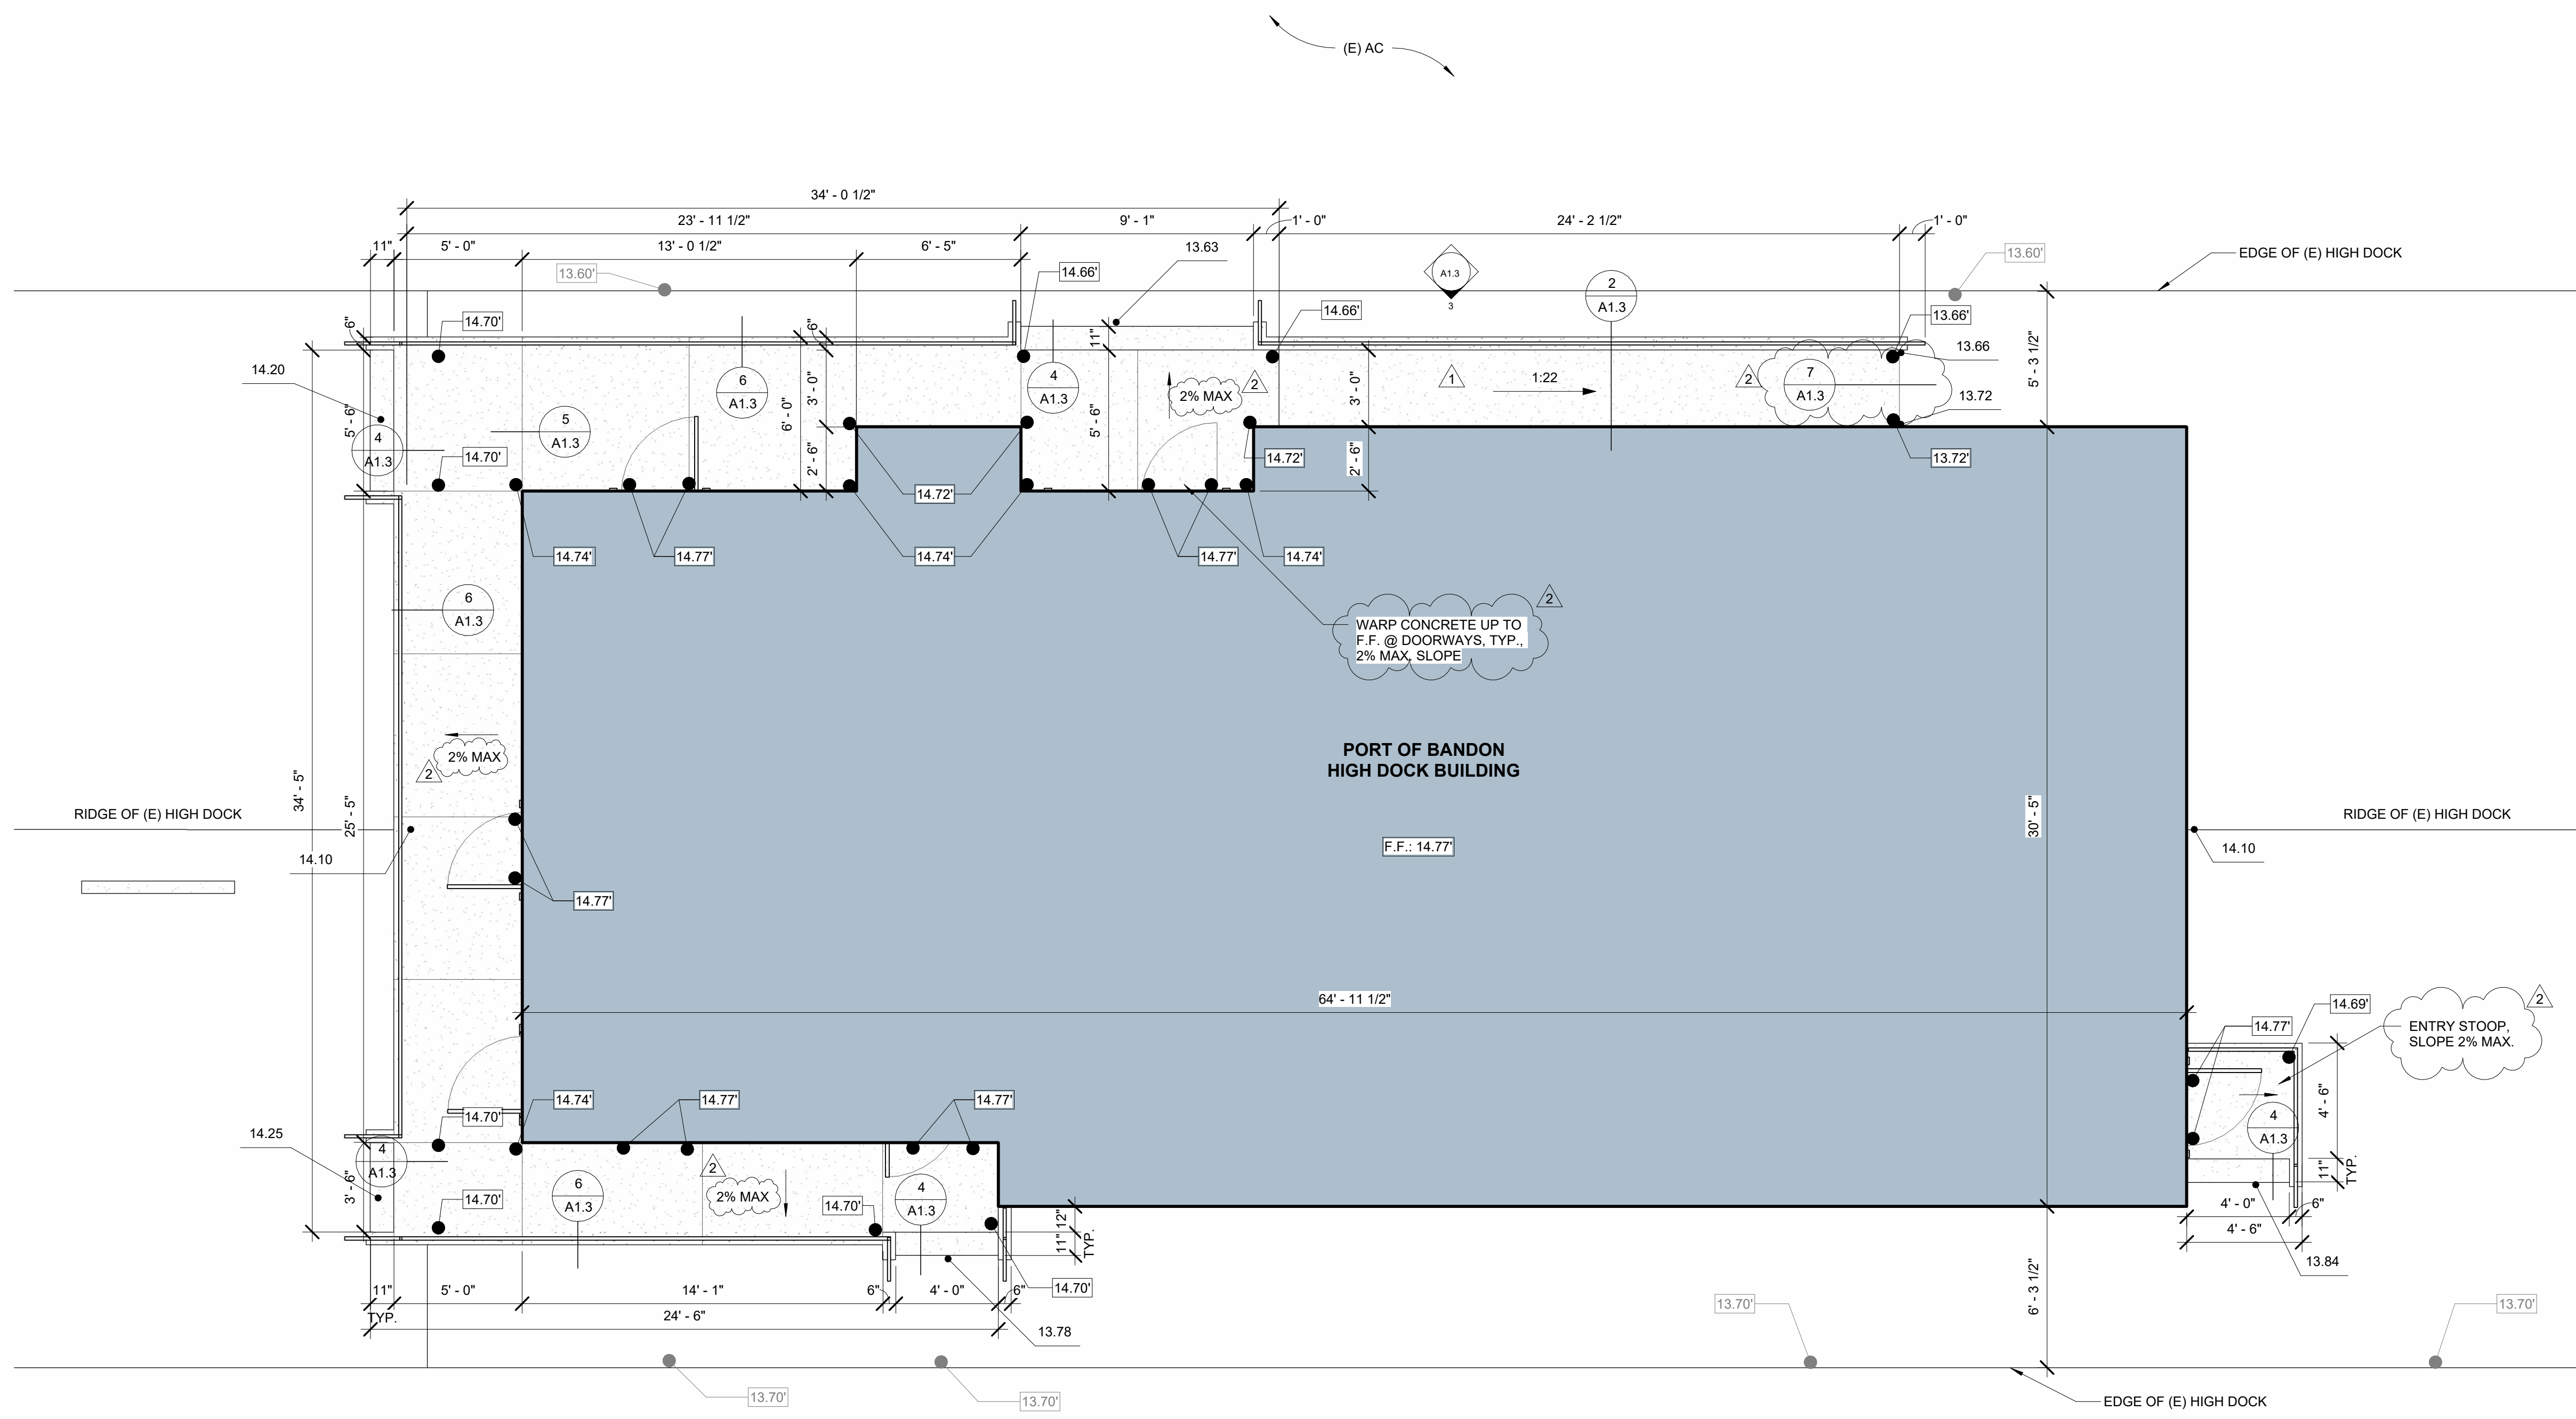 (E) AC
34' - 0 1/2"
23' - 11 1/2"
9' - 1"
1' - 0"
24' - 2 1/2"
1' - 0"
11"
5' - 0"
13' - 0 1/2"
6' - 5"
13.63
13.60'
14.66'
A1.3
3
2
A1.3
13.60'
EDGE OF (E) HIGH DOCK
14.66'
13.66'
6"
14.70'
6"
11"
13.66
5' - 3 1/2"
14.20
6
A1.3
3' - 0"
4
A1.3
2% MAX
2
3' - 0"
1
1:22
2
7
A1.3
13.72
5' - 6"
5
A1.3
6' - 0"
5' - 6"
4
A1.3
14.70'
2' - 6"
14.72'
14.72'
2' - 6"
13.72'
14.74'
14.77'
14.74'
14.77'
14.74'
6
A1.3
2
WARP CONCRETE UP TO
F.F. @ DOORWAYS, TYP.,
2% MAX. SLOPE
2% MAX
2
PORT OF BANDON
HIGH DOCK BUILDING
34' - 5"
25' - 5"
RIDGE OF (E) HIGH DOCK
30' - 5"
RIDGE OF (E) HIGH DOCK
F.F.: 14.77'
14.10
14.10
14.77'
64' - 11 1/2"
14.69'
2
14.77'
ENTRY STOOP,
SLOPE 2% MAX.
14.74'
14.77'
14.77'
14.70'
4' - 6"
4
A1.3
14.25
4
A1.3
11"
TYP.
3' - 6"
14.70'
6
A1.3
2
2% MAX
14.70'
4
A1.3
12"
11"
TYP.
4' - 0"
6"
4' - 6"
13.84
14.70'
11"
TYP.
5' - 0"
14' - 1"
6"
4' - 0"
6"
24' - 6"
13.78
6' - 3 1/2"
13.70'
13.70'
13.70'
13.70'
EDGE OF (E) HIGH DOCK